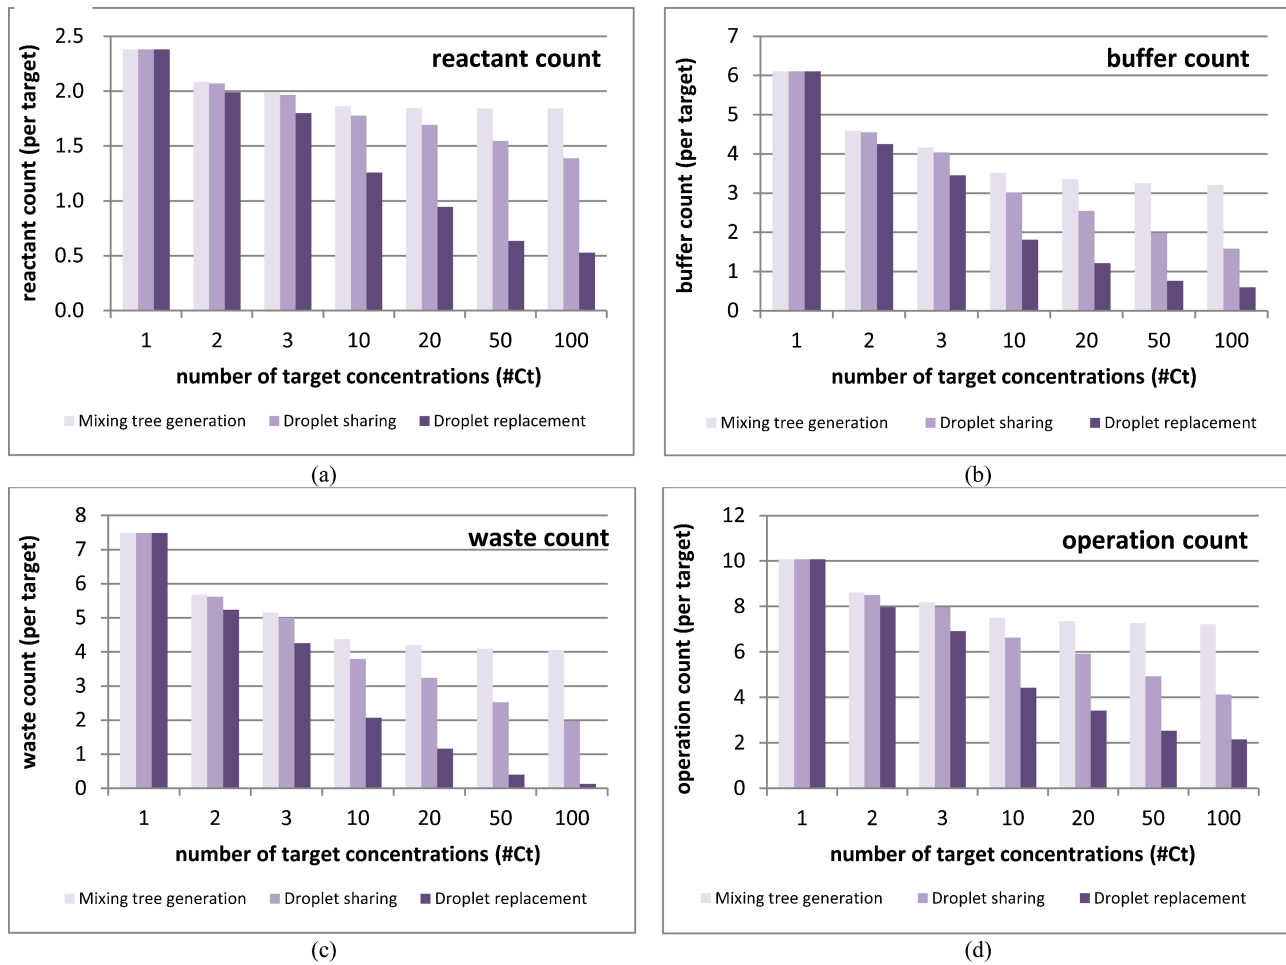 reactant count
reactant count (per target)
2.5
2.0
1.5
1.0
0.5
0.0
1 2 3 10 20 50 100
number of target concentrations (#Ct)
Mixing tree generation Droplet sharing Droplet replacement
(a)
buffer count
buffer count (per target)
7
6
5
4
3
2
1
0
1 2 3 10 20 50 100
number of target concentrations (#Ct)
Mixing tree generation Droplet sharing Droplet replacement
(b)
waste count
waste count (per target)
8
7
6
5
4
3
2
1
0
1 2 3 10 20 50 100
number of target concentrations (#Ct)
Mixing tree generation Droplet sharing Droplet replacement
(c)
operation count
operation count (per target)
12
10
8
6
4
2
0
1 2 3 10 20 50 100
number of target concentrations (#Ct)
Mixing tree generation Droplet sharing Droplet replacement
(d)